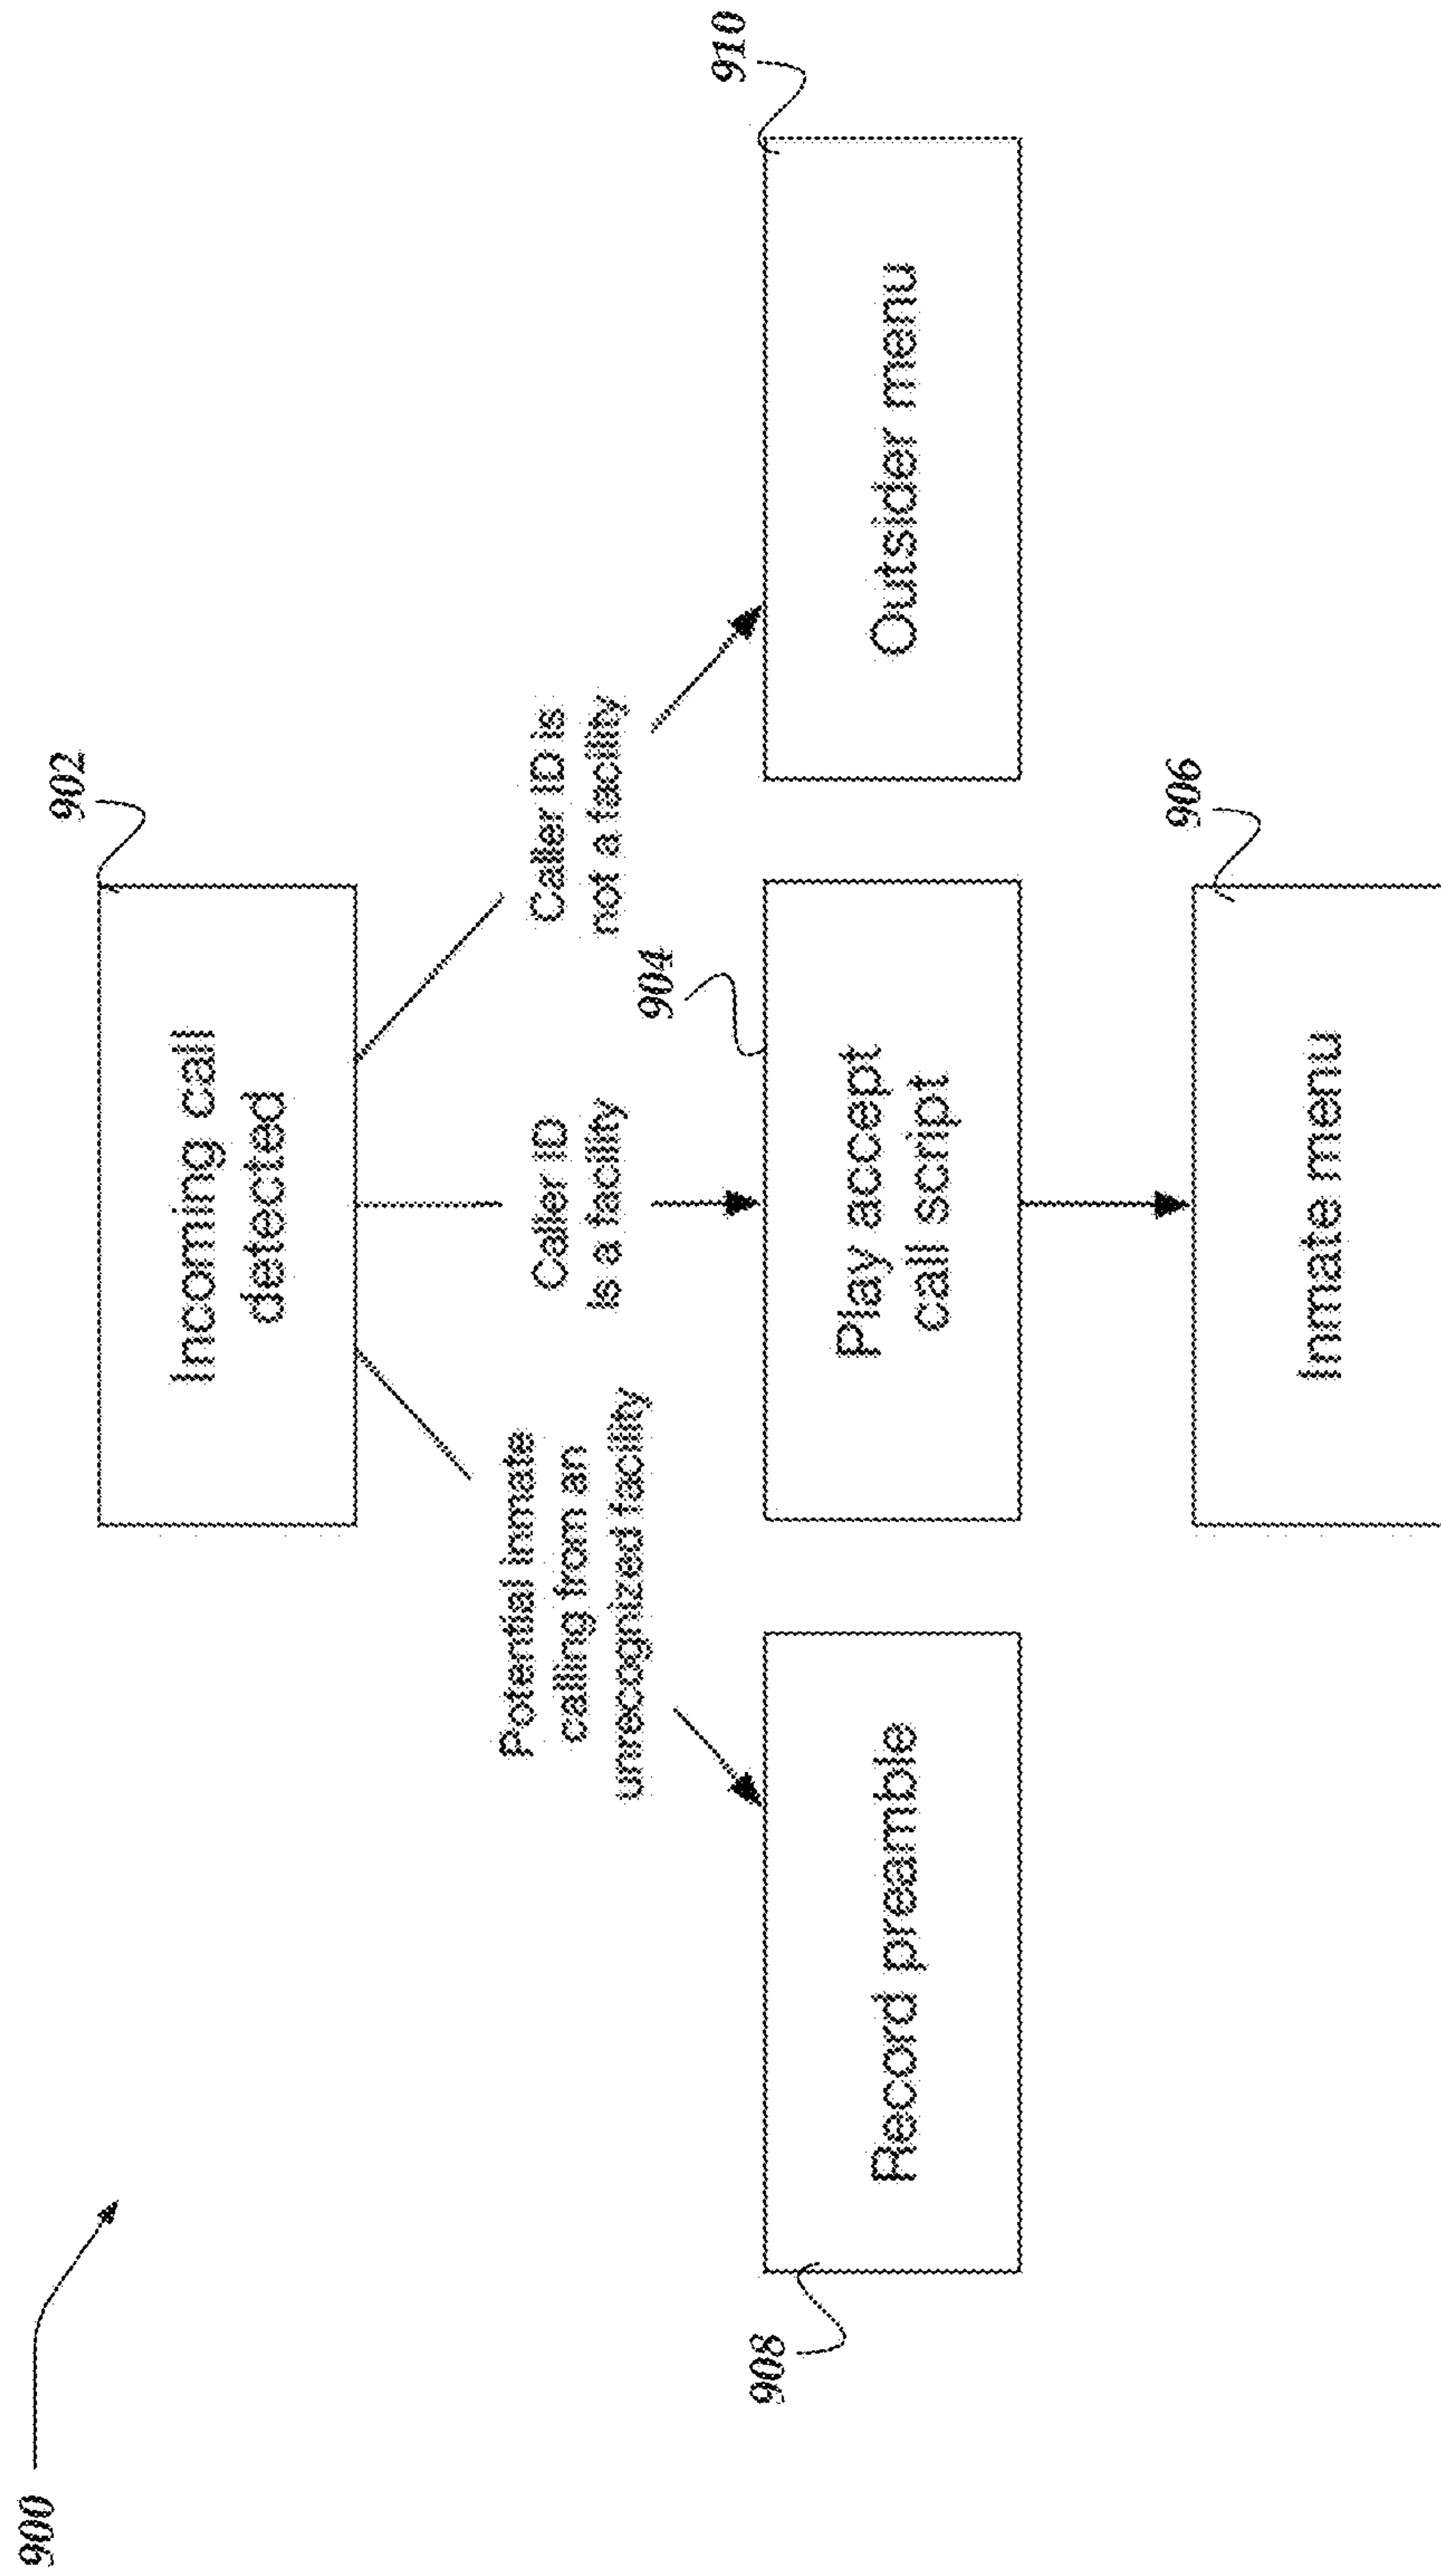 900
902
Incoming call
detected
Potential inmate
calling from an
unrecognized facility
Caller ID
is a facility
Caller ID is
not a facility
908
Record preamble
904
Play accept
call script
910
Outsider menu
906
Inmate menu